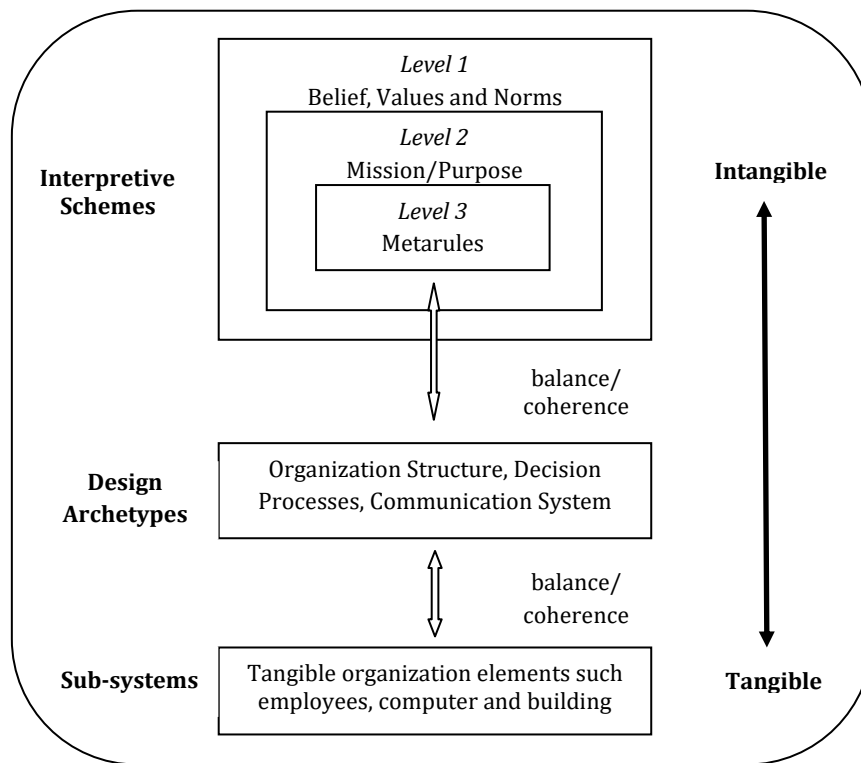 Level 1
Belief, Values and Norms
Level 2
Mission/Purpose
Level 3
Metarules
Interpretive
Schemes
Intangible
balance/
coherence
Design
Archetypes
Organization Structure, Decision
Processes, Communication System
balance/
coherence
Sub-systems
Tangible organization elements such
employees, computer and building
Tangible